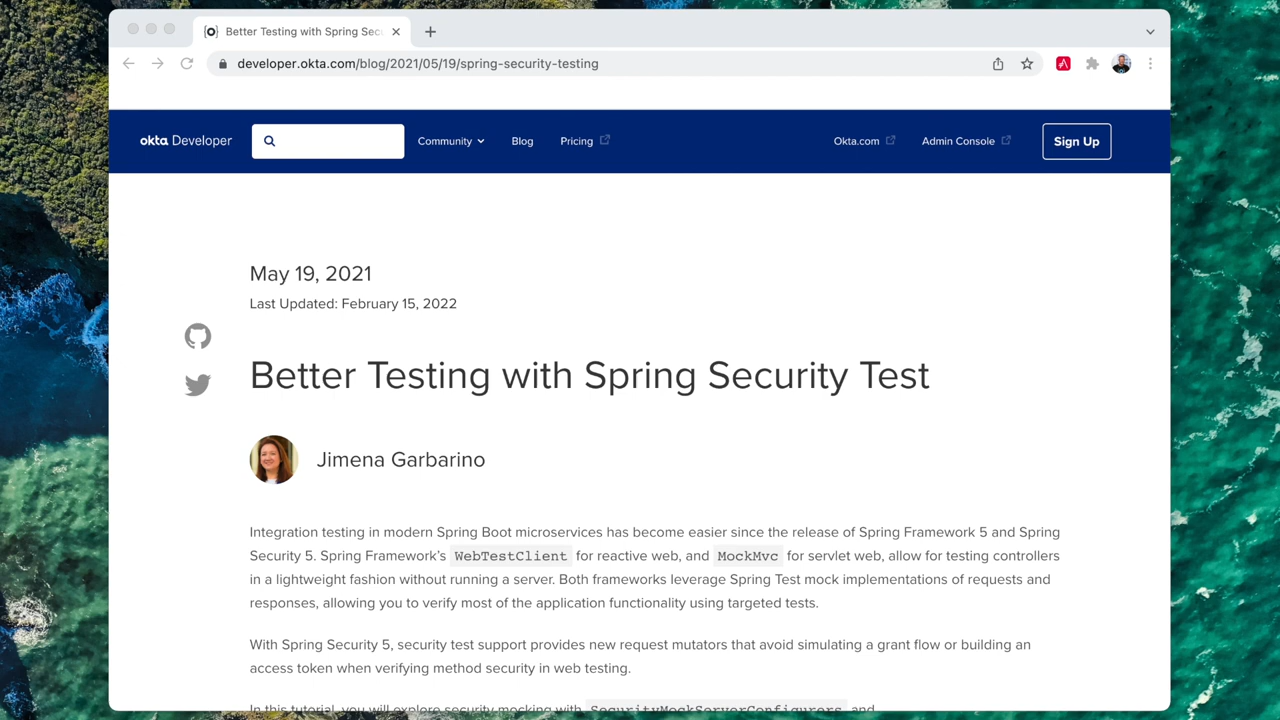 Better Testing with Spring Sec
developer.okta.com/blog/2021/05/19/spring-security-testing
okta Developer Community Blog Pricing Okta.com Admin Console Sign Up
May 19, 2021
Last Updated: February 15, 2022
Better Testing with Spring Security Test
Jimena Garbarino
Integration testing in modern Spring Boot microservices has become easier since the release of Spring Framework 5 and Spring
Security 5. Spring Framework’s WebTestClient for reactive web, and MockMvc for servlet web, allow for testing controllers
in a lightweight fashion without running a server. Both frameworks leverage Spring Test mock implementations of requests and
responses, allowing you to verify most of the application functionality using targeted tests.
With Spring Security 5, security test support provides new request mutators that avoid simulating a grant flow or building an
access token when verifying method security in web testing.
In this tutorial, you will explore security mocking with SecurityMockServerConfigurers and